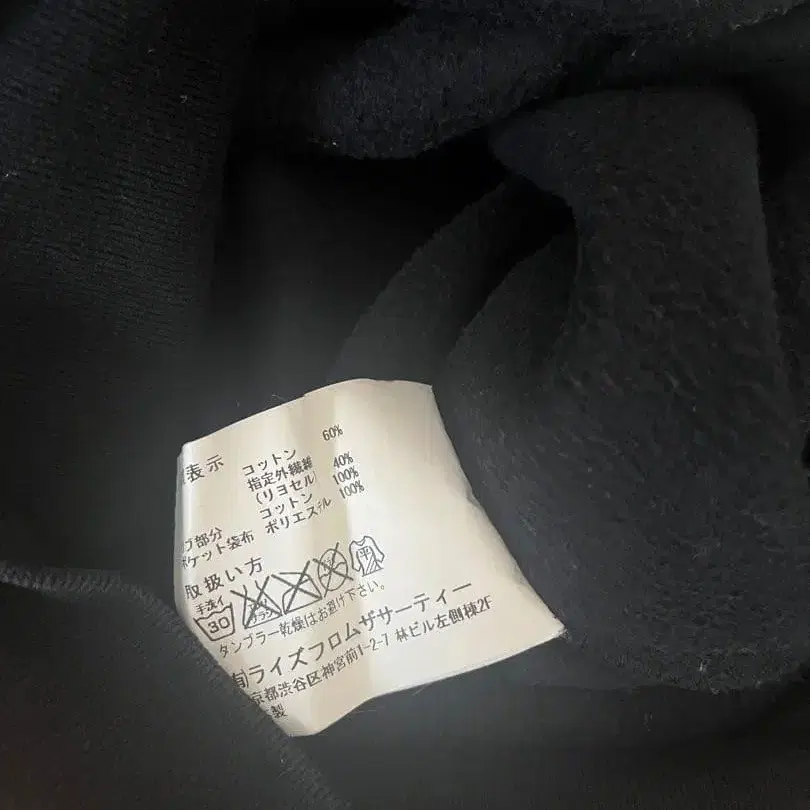 表示 コットン 60%
指定外繊維 40%
(リヨセル)
コットン 100%
ポリエステル 100%
ブ部分
ポケット袋布
取扱い方
手洗イ
30
タンブラー乾燥はお避け下さい。
有)ライズフロムザサーティー
京都渋谷区神宮前1-2-7 林ビル左側棟2F
製